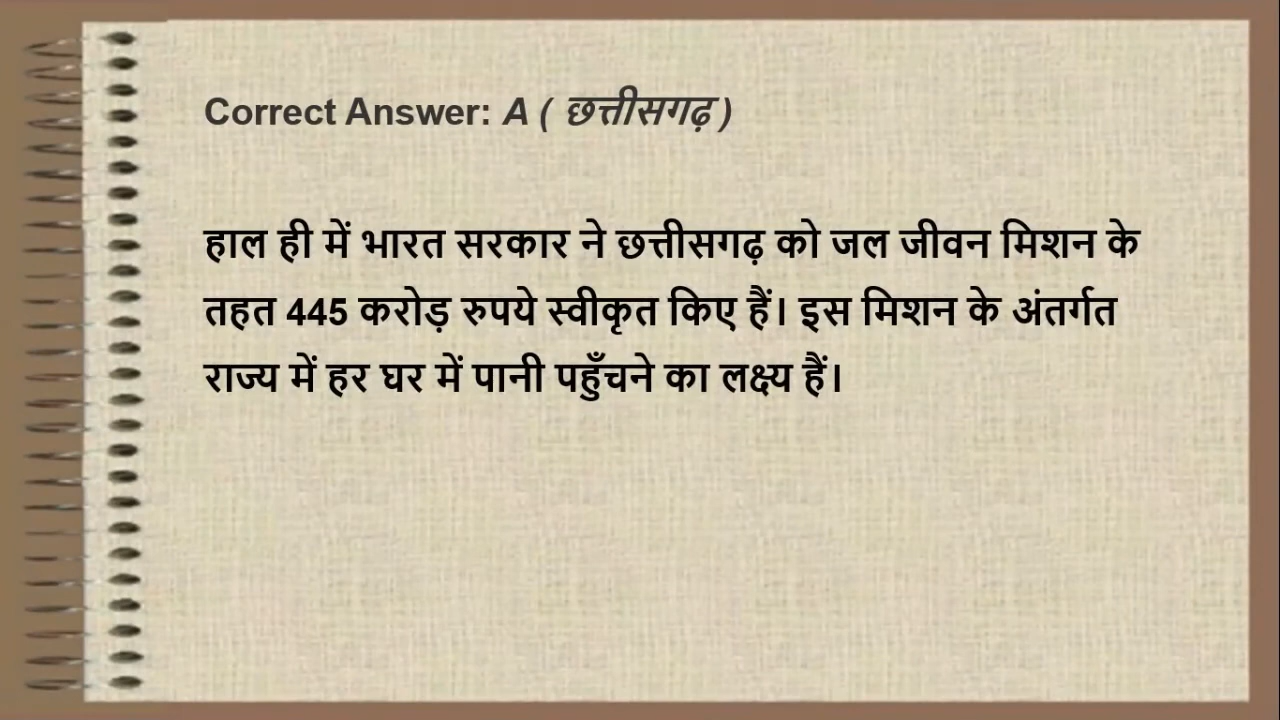 Correct Answer: A ( छत्तीसगढ़ )
हाल ही में भारत सरकार ने छत्तीसगढ़ को जल जीवन मिशन के
तहत 445 करोड़ रुपये स्वीकृत किए हैं। इस मिशन के अंतर्गत
राज्य में हर घर में पानी पहुँचने का लक्ष्य हैं।